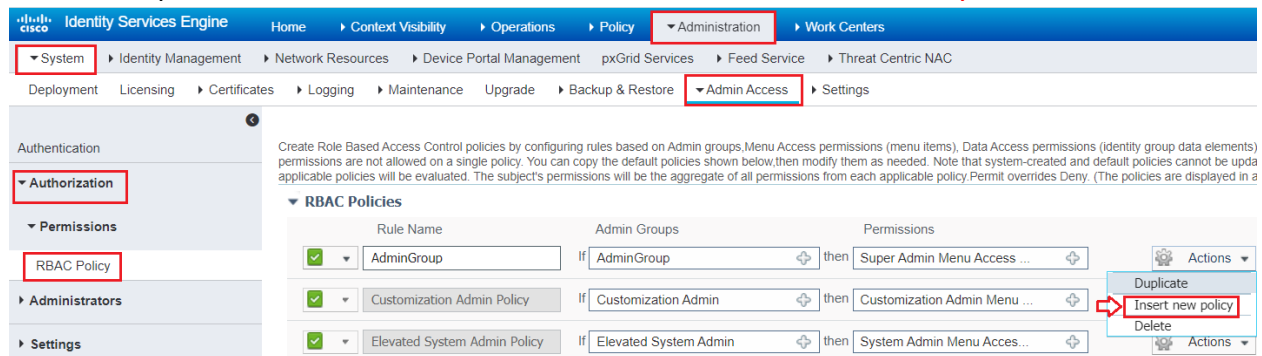 cisco Identity Services Engine Home Context Visibility Operations Policy Administration Work Centers
System Identity Management Network Resources Device Portal Management pxGrid Services Feed Service Threat Centric NAC
Deployment Licensing Certificates Logging Maintenance Upgrade Backup & Restore Admin Access Settings
Authentication
Authorization
Permissions
RBAC Policy
Administrators
Settings
Create Role Based Access Control policies by configuring rules based on Admin groups,Menu Access permissions (menu items), Data Access permissions (identity group data elements)
permissions are not allowed on a single policy. You can copy the default policies shown below,then modify them as needed. Note that system-created and default policies cannot be upda
applicable policies will be evaluated. The subject's permissions will be the aggregate of all permissions from each applicable policy.Permit overrides Deny. (The policies are displayed in a
RBAC Policies
Rule Name Admin Groups Permissions
AdminGroup If AdminGroup then Super Admin Menu Access ... Actions
Customization Admin Policy If Customization Admin then Customization Admin Menu ...
Elevated System Admin Policy If Elevated System Admin then System Admin Menu Acces... Actions
Duplicate
Insert new policy
Delete